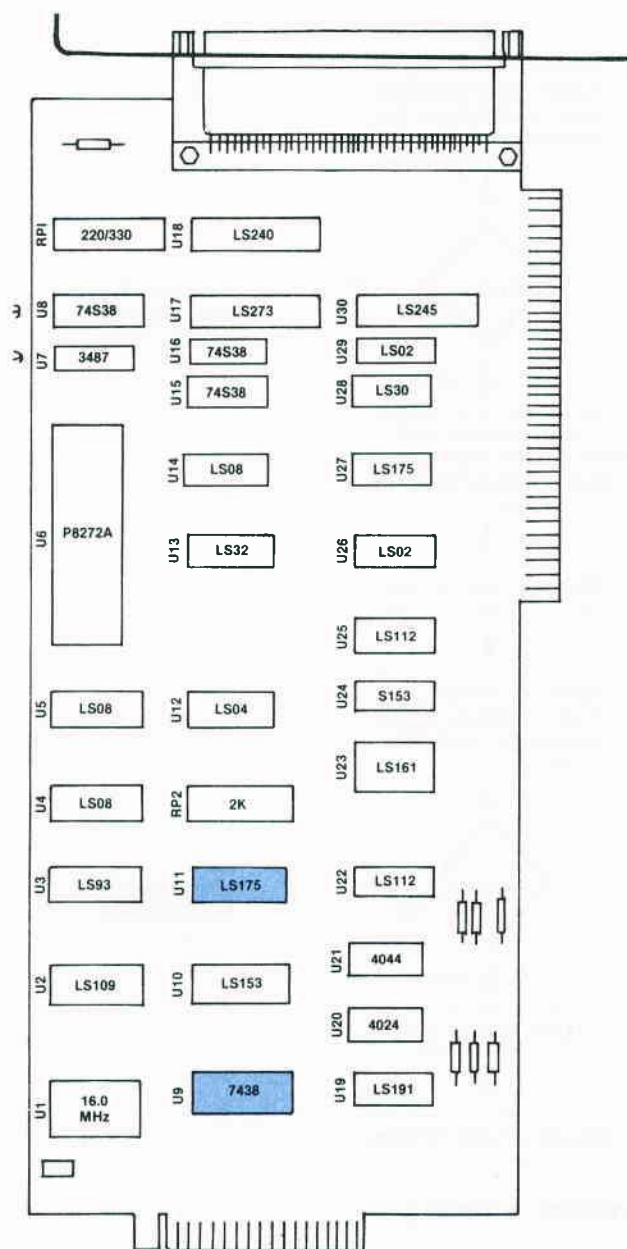 RP1 220/330 U18 LS240
U8 74S38 U17 LS273 U30 LS245
U7 3487 U16 74S38 U29 LS02
U15 74S38 U28 LS30
U14 LS08 U27 LS175
U6 P8272A U13 LS32 U26 LS02
U25 LS112
U5 LS08 U12 LS04 U24 S153
U23 LS161
U4 LS08 RP2 2K
U3 LS93 U11 LS175 U22 LS112
U21 4044
U2 LS109 U10 LS153
U20 4024
U1 16.0 U9 7438 U19 LS191
MHz